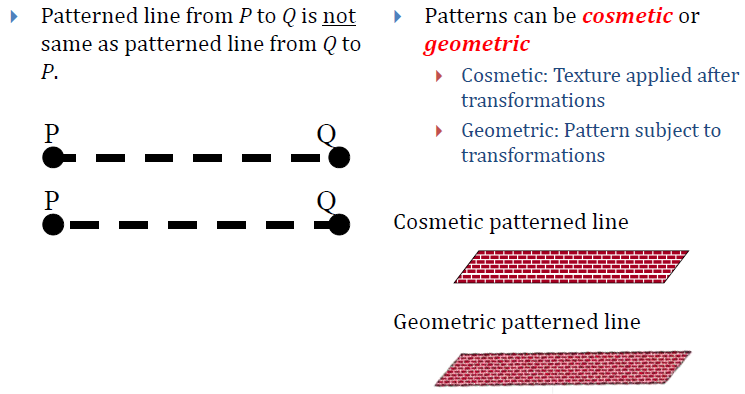 Patterned line from P to Q is not
same as patterned line from Q to
P.
P Q
P Q
Patterns can be cosmetic or
geometric
Cosmetic: Texture applied after
transformations
Geometric: Pattern subject to
transformations
Cosmetic patterned line
Geometric patterned line